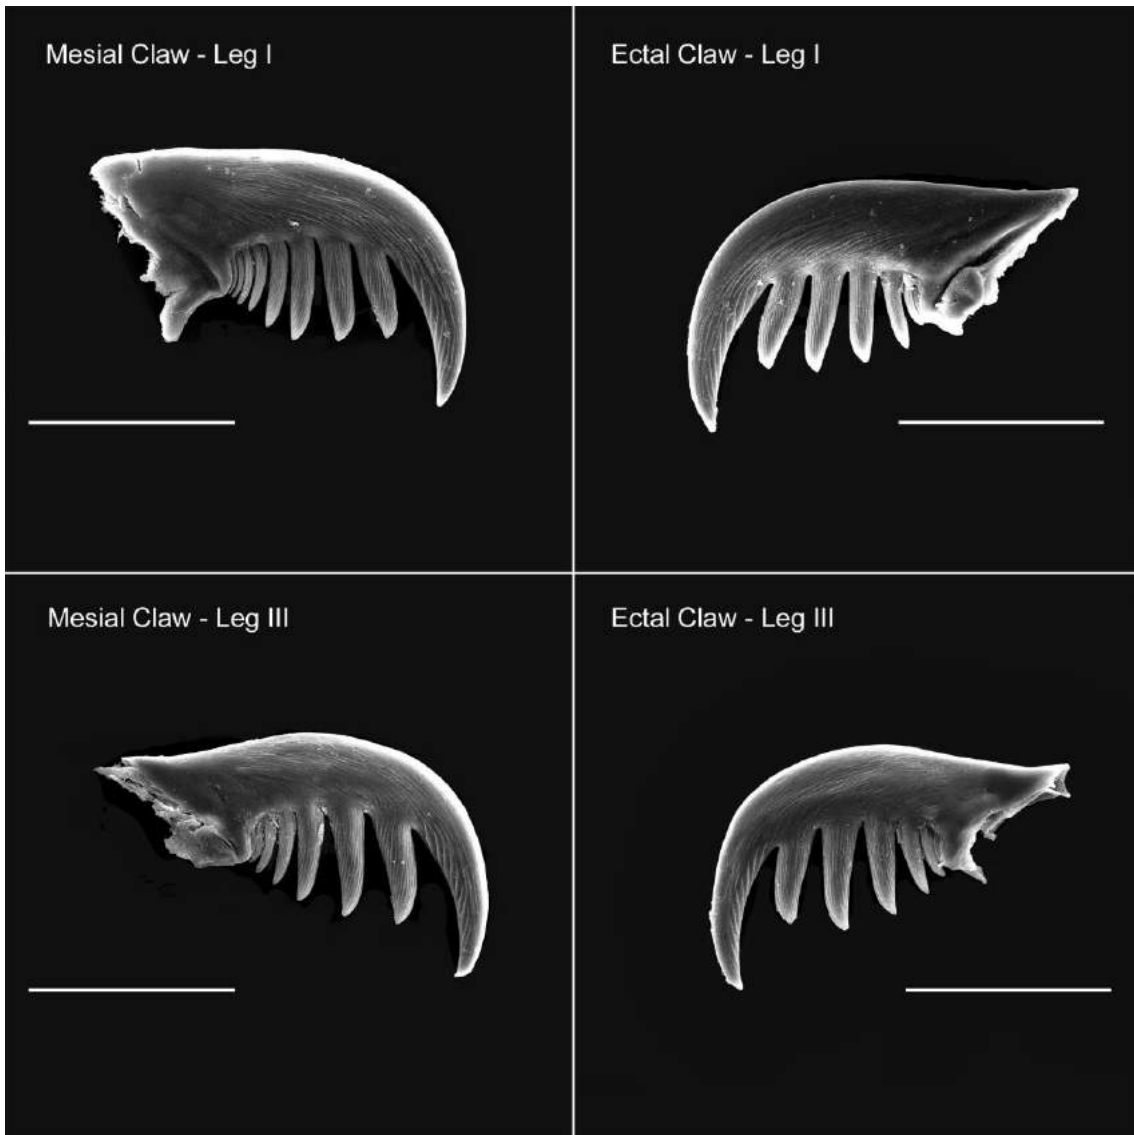 Mesial Claw - Leg I
Ectal Claw - Leg I
Mesial Claw - Leg III
Ectal Claw - Leg III